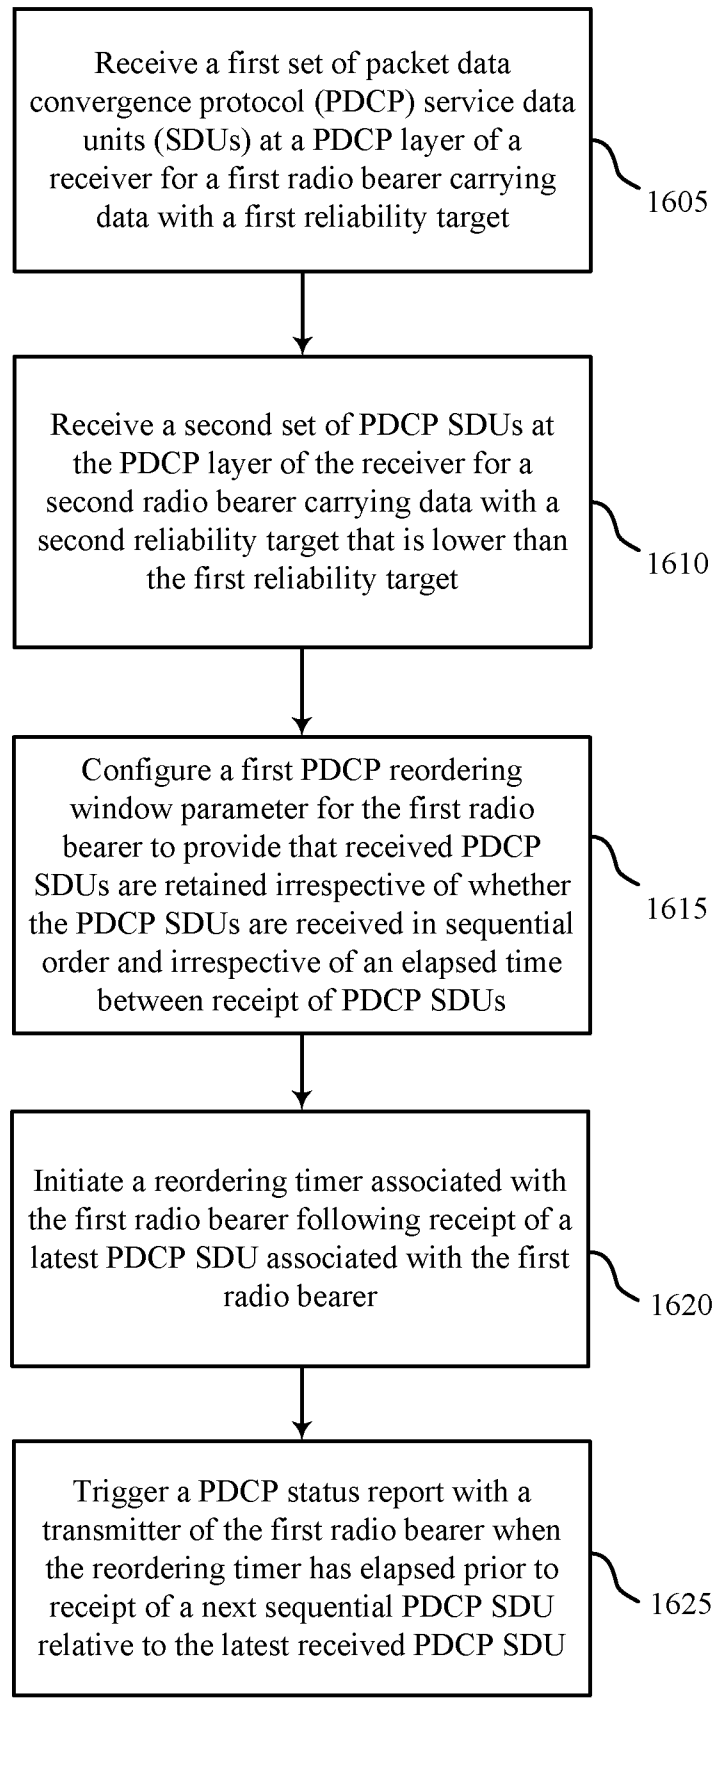 Receive a first set of packet data
convergence protocol (PDCP) service data
units (SDUs) at a PDCP layer of a
receiver for a first radio bearer carrying
data with a first reliability target
1605
Receive a second set of PDCP SDUs at
the PDCP layer of the receiver for a
second radio bearer carrying data with a
second reliability target that is lower than
the first reliability target
1610
Configure a first PDCP reordering
window parameter for the first radio
bearer to provide that received PDCP
SDUs are retained irrespective of whether
the PDCP SDUs are received in sequential
order and irrespective of an elapsed time
between receipt of PDCP SDUs
1615
Initiate a reordering timer associated with
the first radio bearer following receipt of a
latest PDCP SDU associated with the first
radio bearer
1620
Trigger a PDCP status report with a
transmitter of the first radio bearer when
the reordering timer has elapsed prior to
receipt of a next sequential PDCP SDU
relative to the latest received PDCP SDU
1625